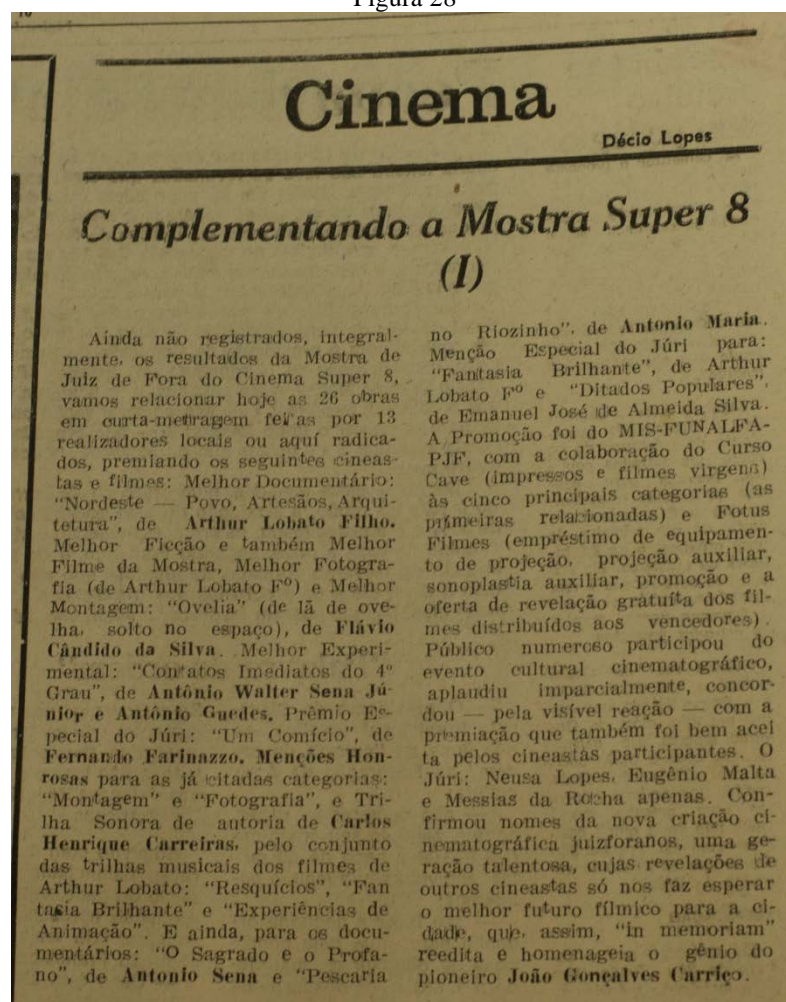 Figura 28
10
Cinema
Décio Lopes
Complementando a Mostra Super 8
(I)
Ainda não registrados, integral-
mente, os resultados da Mostra de
Juiz de Fora do Cinema Super 8,
vamos relacionar hoje as 26 obras
em curta-metragem feitas por 13
realizadores locais ou aquí radica-
dos, premiando os seguintes cineas-
tas e filmes: Melhor Documentário:
"Nordeste — Povo, Artesãos, Arqui-
tetura", de Arthur Lobato Filho.
Melhor Ficção e também Melhor
Filme da Mostra, Melhor Fotogra-
fia (de Arthur Lobato Fº) e Melhor
Montagem: "Ovelia" (de lã de ove-
lha, solto no espaço), de Flávio
Cândido da Silva. Melhor Experi-
mental: "Contatos Imediatos do 4º
Grau", de Antônio Walter Sena Jú-
nior e Antônio Guedes. Prêmio Es-
pecial do Júri: "Um Comício", de
Fernando Farinazzo. Menções Hon-
rosas para as já citadas categorias:
"Montagem" e "Fotografia", e Tri-
lha Sonora de autoria de Carlos
Henrique Carreiras, pelo conjunto
das trilhas musicais dos filmes de
Arthur Lobato: "Resquícios", "Fan
tasia Brilhante" e "Experiências de
Animação". E ainda, para os docu-
mentários: "O Sagrado e o Profa-
no", de Antonio Sena e "Pescaria
no Riozinho", de Antonio Maria.
Menção Especial do Júri para:
"Fantasia Brilhante", de Arthur
Lobato Fº e "Ditados Populares",
de Emanuel José de Almeida Silva.
A Promoção foi do MIS-FUNALFA-
PJF, com a colaboração do Curso
Cave (impressos e filmes virgens)
às cinco principais categorias (as
primeiras relacionadas) e Fotus
Filmes (empréstimo de equipamen-
to de projeção, projeção auxiliar,
sonoplastia auxiliar, promoção e a
oferta de revelação gratuíta dos fil-
mes distribuídos aos vencedores).
Público numeroso participou do
evento cultural cinematográfico,
aplaudiu imparcialmente, concor-
dou — pela visível reação — com a
premiação que também foi bem acei
ta pelos cineastas participantes. O
Júri: Neusa Lopes, Eugênio Malta
e Messias da Rocha apenas. Con-
firmou nomes da nova criação ci-
nematográfica juizforanos, uma ge-
ração talentosa, cujas revelações de
outros cineastas só nos faz esperar
o melhor futuro fílmico para a ci-
dade, que, assim, "in memoriam"
reedita e homenageia o gênio do
pioneiro João Gonçalves Carriço.